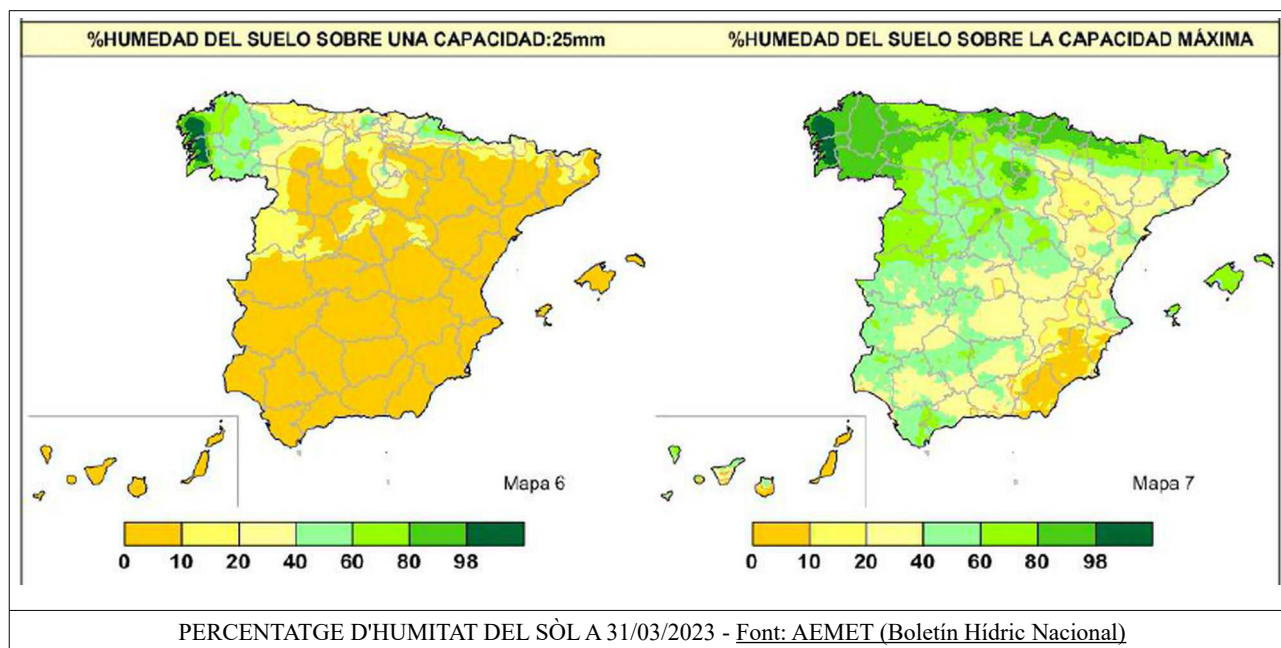 %HUMEDAD DEL SUELO SOBRE UNA CAPACIDAD:25mm
%HUMEDAD DEL SUELO SOBRE LA CAPACIDAD MÁXIMA
Mapa 6
Mapa 7
0 10 20 40 60 80 98
0 10 20 40 60 80 98
PERCENTATGE D'HUMITAT DEL SÒL A 31/03/2023 - Font: AEMET (Boletín Hídric Nacional)